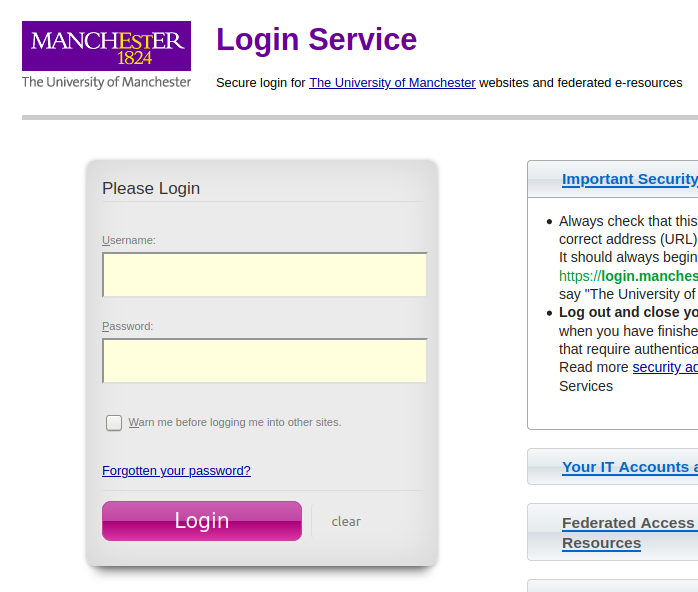 MANCHESTER
1824
The University of Manchester
Login Service
Secure login for The University of Manchester websites and federated e-resources
Please Login
Username:
Password:
Warn me before logging me into other sites.
Forgotten your password?
Login
clear
Important Security
Always check that this
correct address (URL)
It should always begin
https://login.manches
say "The University of
Log out and close yo
when you have finishe
that require authentica
Read more security ad
Services
Your IT Accounts a
Federated Access
Resources